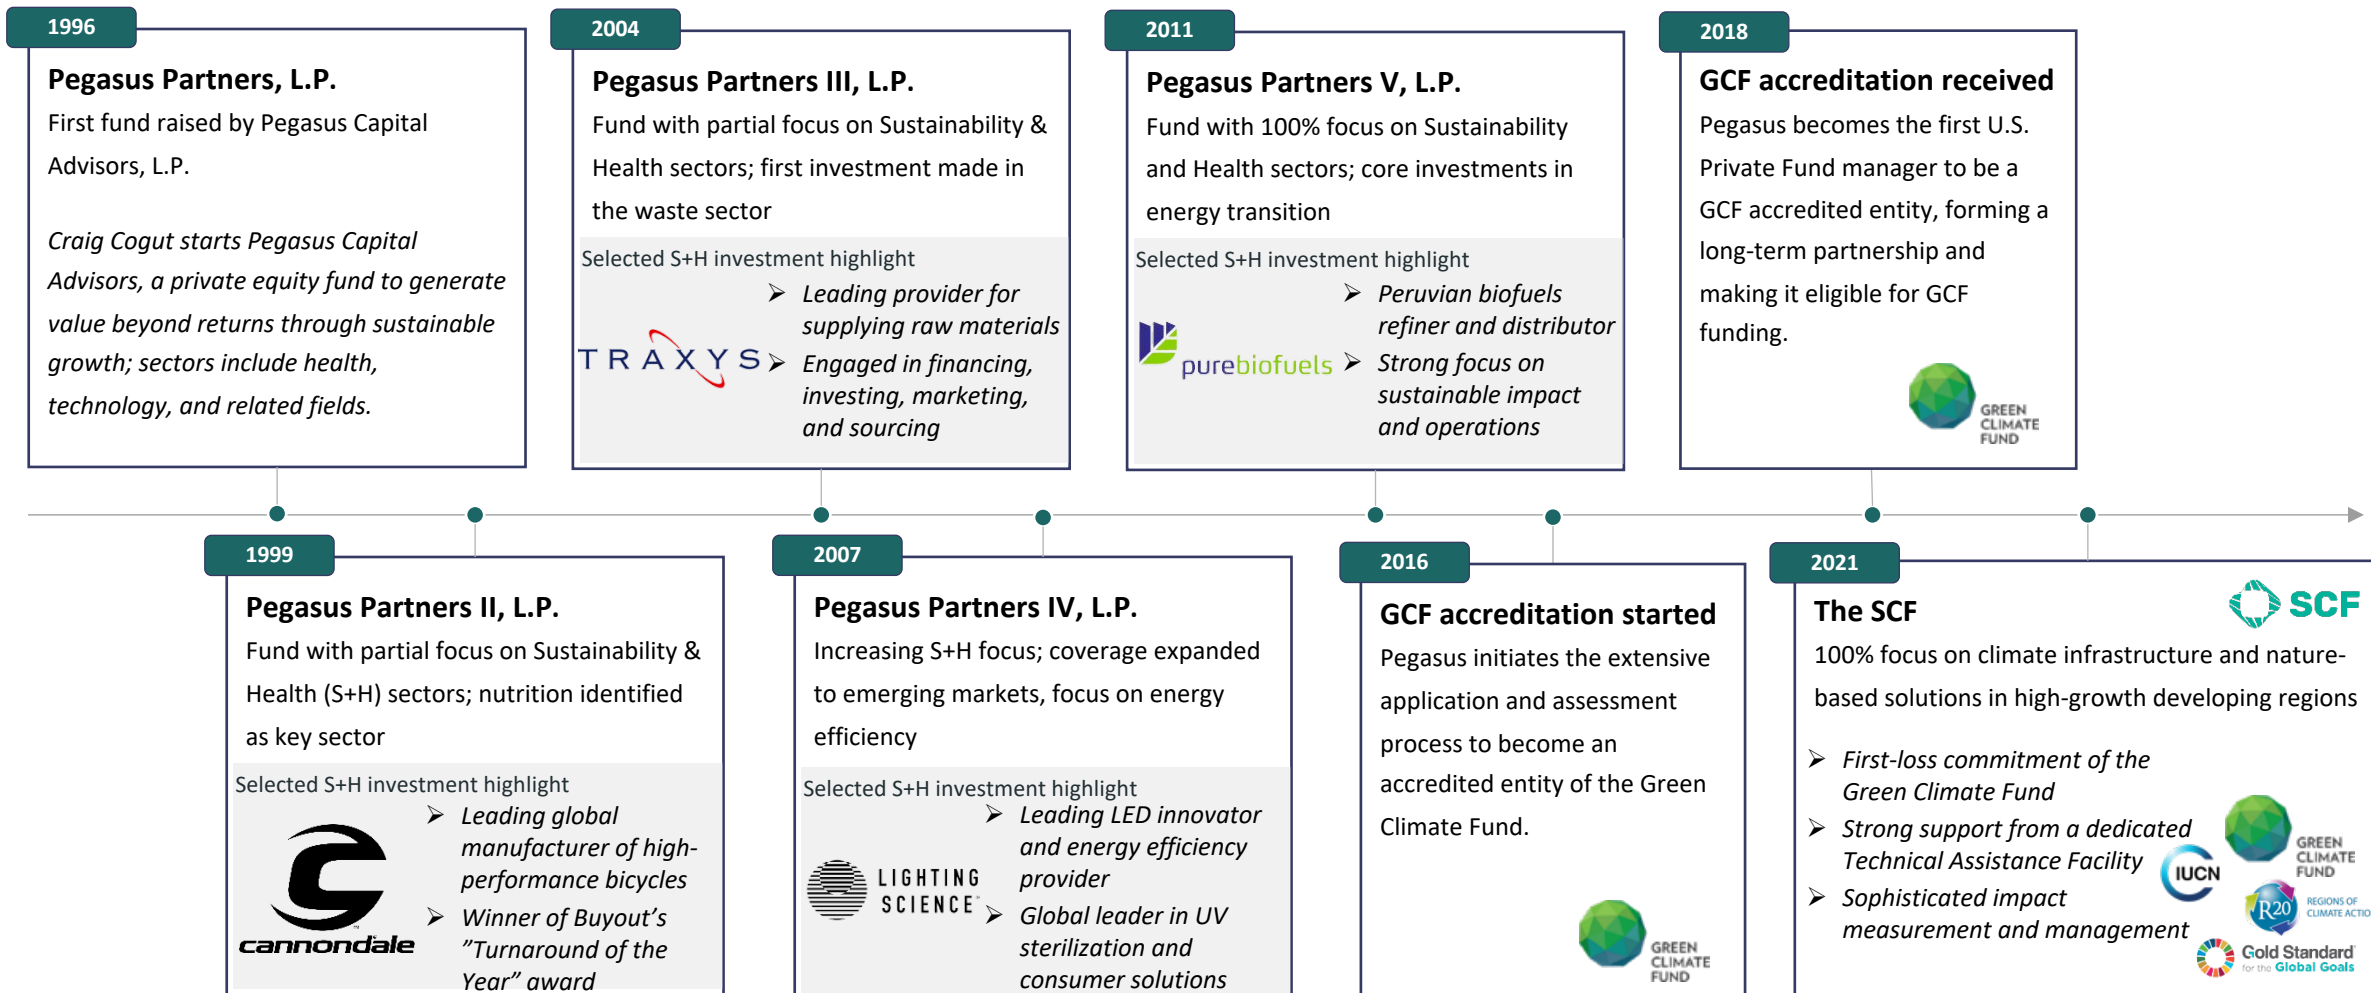 1996
Pegasus Partners, L.P.
First fund raised by Pegasus Capital
Advisors, L.P.
Craig Cogut starts Pegasus Capital
Advisors, a private equity fund to generate
value beyond returns through sustainable
growth; sectors include health,
technology, and related fields.
2004
Pegasus Partners III, L.P.
Fund with partial focus on Sustainability &
Health sectors; first investment made in
the waste sector
Selected S+H investment highlight
TRAXYS
➢ Leading provider for
supplying raw materials
➢ Engaged in financing,
investing, marketing,
and sourcing
2011
Pegasus Partners V, L.P.
Fund with 100% focus on Sustainability
and Health sectors; core investments in
energy transition
Selected S+H investment highlight
purebiofuels
➢ Peruvian biofuels
refiner and distributor
➢ Strong focus on
sustainable impact
and operations
2018
GCF accreditation received
Pegasus becomes the first U.S.
Private Fund manager to be a
GCF accredited entity, forming a
long-term partnership and
making it eligible for GCF
funding.
GREEN
CLIMATE
FUND
1999
Pegasus Partners II, L.P.
Fund with partial focus on Sustainability &
Health (S+H) sectors; nutrition identified
as key sector
Selected S+H investment highlight
cannondale
➢ Leading global
manufacturer of high-
performance bicycles
➢ Winner of Buyout’s
”Turnaround of the
Year” award
2007
Pegasus Partners IV, L.P.
Increasing S+H focus; coverage expanded
to emerging markets, focus on energy
efficiency
Selected S+H investment highlight
LIGHTING
SCIENCE
➢ Leading LED innovator
and energy efficiency
provider
➢ Global leader in UV
sterilization and
consumer solutions
2016
GCF accreditation started
Pegasus initiates the extensive
application and assessment
process to become an
accredited entity of the Green
Climate Fund.
GREEN
CLIMATE
FUND
2021
The SCF
SCF
100% focus on climate infrastructure and nature-
based solutions in high-growth developing regions
➢ First-loss commitment of the
Green Climate Fund
➢ Strong support from a dedicated
Technical Assistance Facility
➢ Sophisticated impact
measurement and management
GREEN
CLIMATE
FUND
IUCN
R20
REGIONS OF
CLIMATE ACTIO
Gold Standard
for the Global Goals